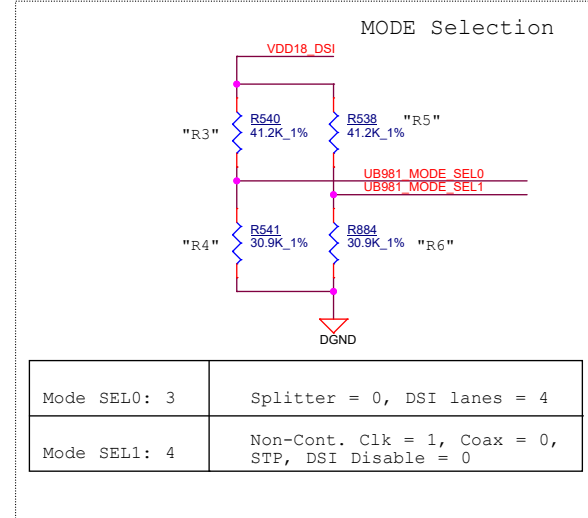 MODE Selection
VDD18_DSI
"R3"
R540
41.2K_1%
R538
41.2K_1%
"R5"
UB981_MODE_SEL0
UB981_MODE_SEL1
"R4"
R541
30.9K_1%
R884
30.9K_1%
"R6"
DGND
Mode SEL0: 3
Splitter = 0, DSI lanes = 4
Mode SEL1: 4
Non-Cont. Clk = 1, Coax = 0,
STP, DSI Disable = 0